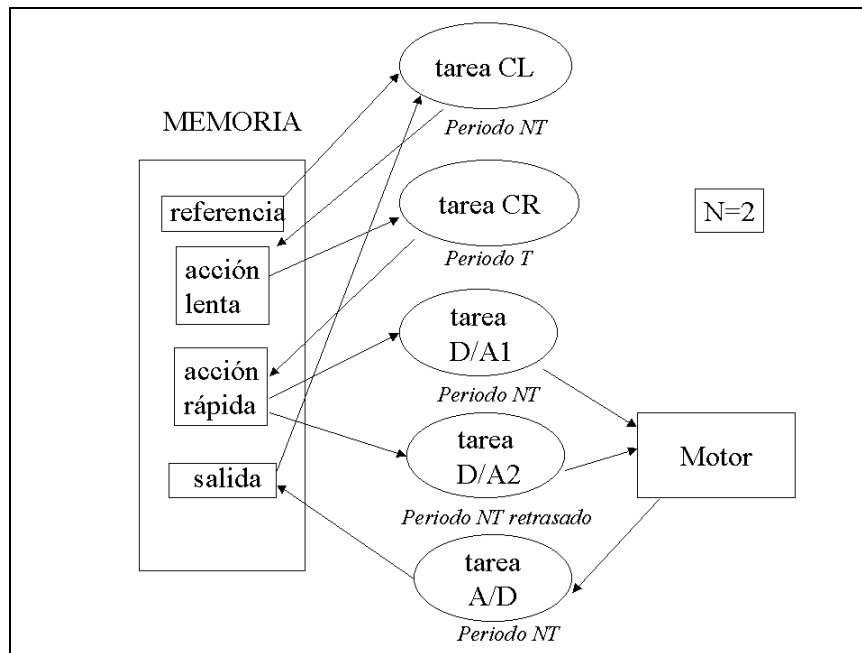 tarea CL
Periodo NT
MEMORIA
referencia
acción
lenta
acción
rápida
salida
tarea CR
Periodo T
N=2
tarea
D/A1
Periodo NT
tarea
D/A2
Periodo NT retrasado
Motor
tarea
A/D
Periodo NT